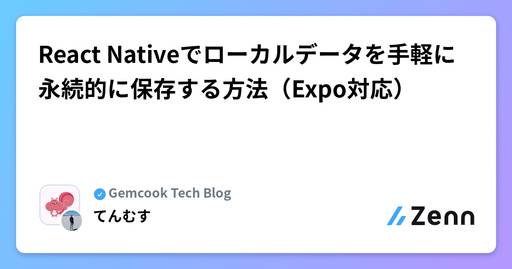 React Nativeでローカルデータを手軽に
永続的に保存する方法（Expo対応）
Gemcook Tech Blog
てんむす
Zenn